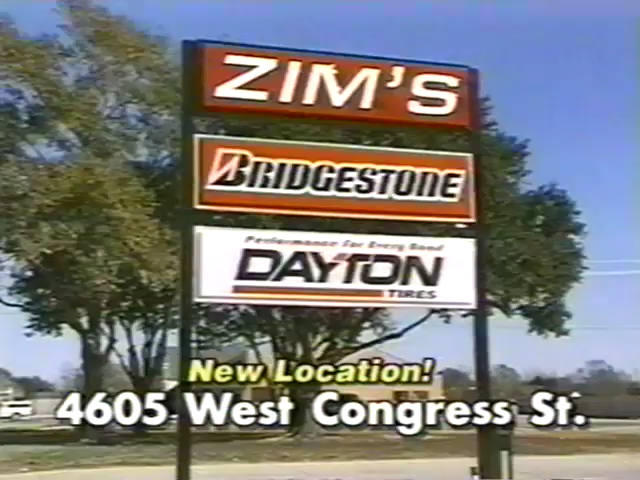 ZIM'S
BRIDGESTONE
Performance For Every Road
DAYTON
TIRES
New Location!
4605 West Congress St.